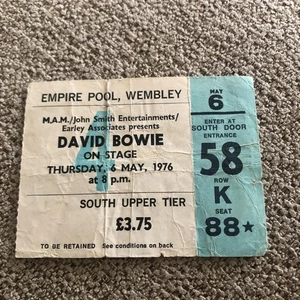 EMPIRE POOL, WEMBLEY
M.A.M./John Smith Entertainments/
Earley Associates presents
DAVID BOWIE
ON STAGE
THURSDAY, 6 MAY, 1976
at 8 p.m.
SOUTH UPPER TIER
£3.75
TO BE RETAINED See conditions on back
MAY
6
ENTER AT
SOUTH DOOR
ENTRANCE
58
ROW
K
SEAT
88★